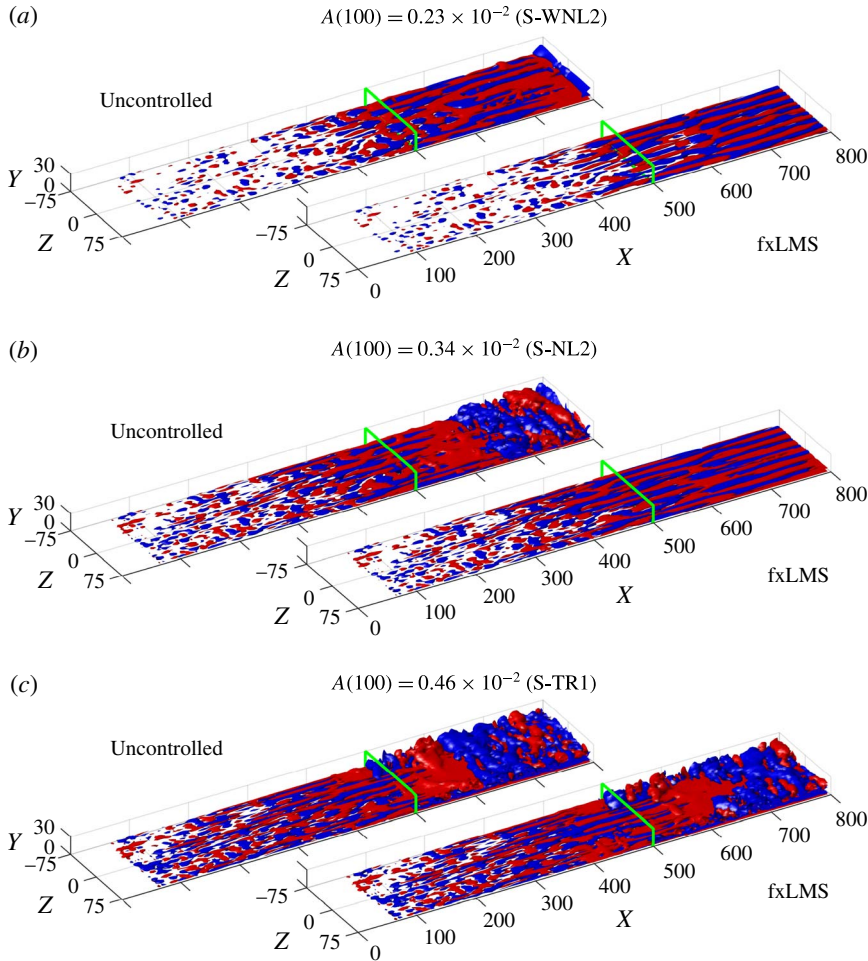 (a)
A(100) = 0.23 × 10⁻² (S-WNL2)
Uncontrolled
Y
30
0
−75
Z
0
75
−75
Z
0
75
0
100
200
300
400
500
600
700
800
X
fxLMS
(b)
A(100) = 0.34 × 10⁻² (S-NL2)
Uncontrolled
Y
30
0
−75
Z
0
75
−75
Z
0
75
0
100
200
300
400
500
600
700
800
X
fxLMS
(c)
A(100) = 0.46 × 10⁻² (S-TR1)
Uncontrolled
Y
30
0
−75
Z
0
75
−75
Z
0
75
0
100
200
300
400
500
600
700
800
X
fxLMS